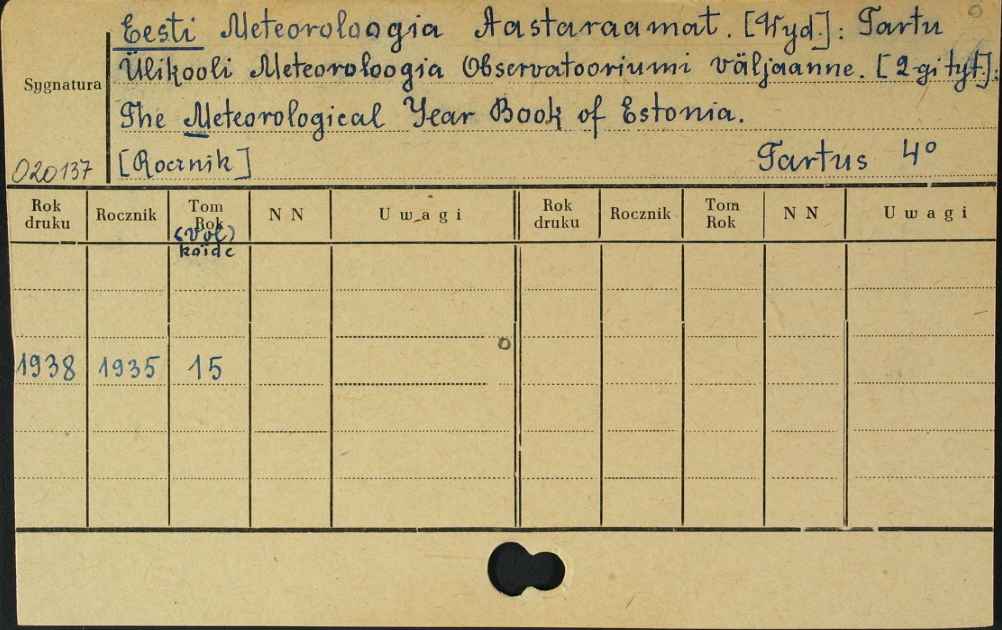 Eesti Meteoroloogia Aastaraamat. [Wyd.]: Tartu
Ülikooli Meteoroloogia Observatooriumi väljaanne. [2-gi tyt.]:
The Meteorological Year Book of Estonia.
[Rocznik] Tartus 4°
Sygnatura
020137
Rok druku Rocznik Tom Rok N N U w a g i Rok druku Rocznik Tom Rok N N U w a g i
(Vol)
koide
1938 1935 15